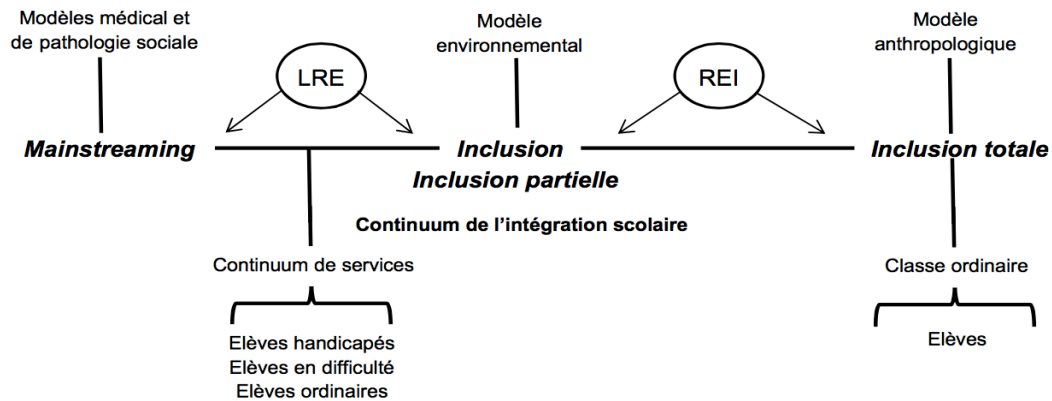 Modèles médical et
de pathologie sociale
Modèle
environnemental
Modèle
anthropologique
LRE
REI
Mainstreaming
Inclusion
Inclusion totale
Inclusion partielle
Continuum de l'intégration scolaire
Continuum de services
Classe ordinaire
Elèves handicapés
Elèves en difficulté
Elèves ordinaires
Elèves